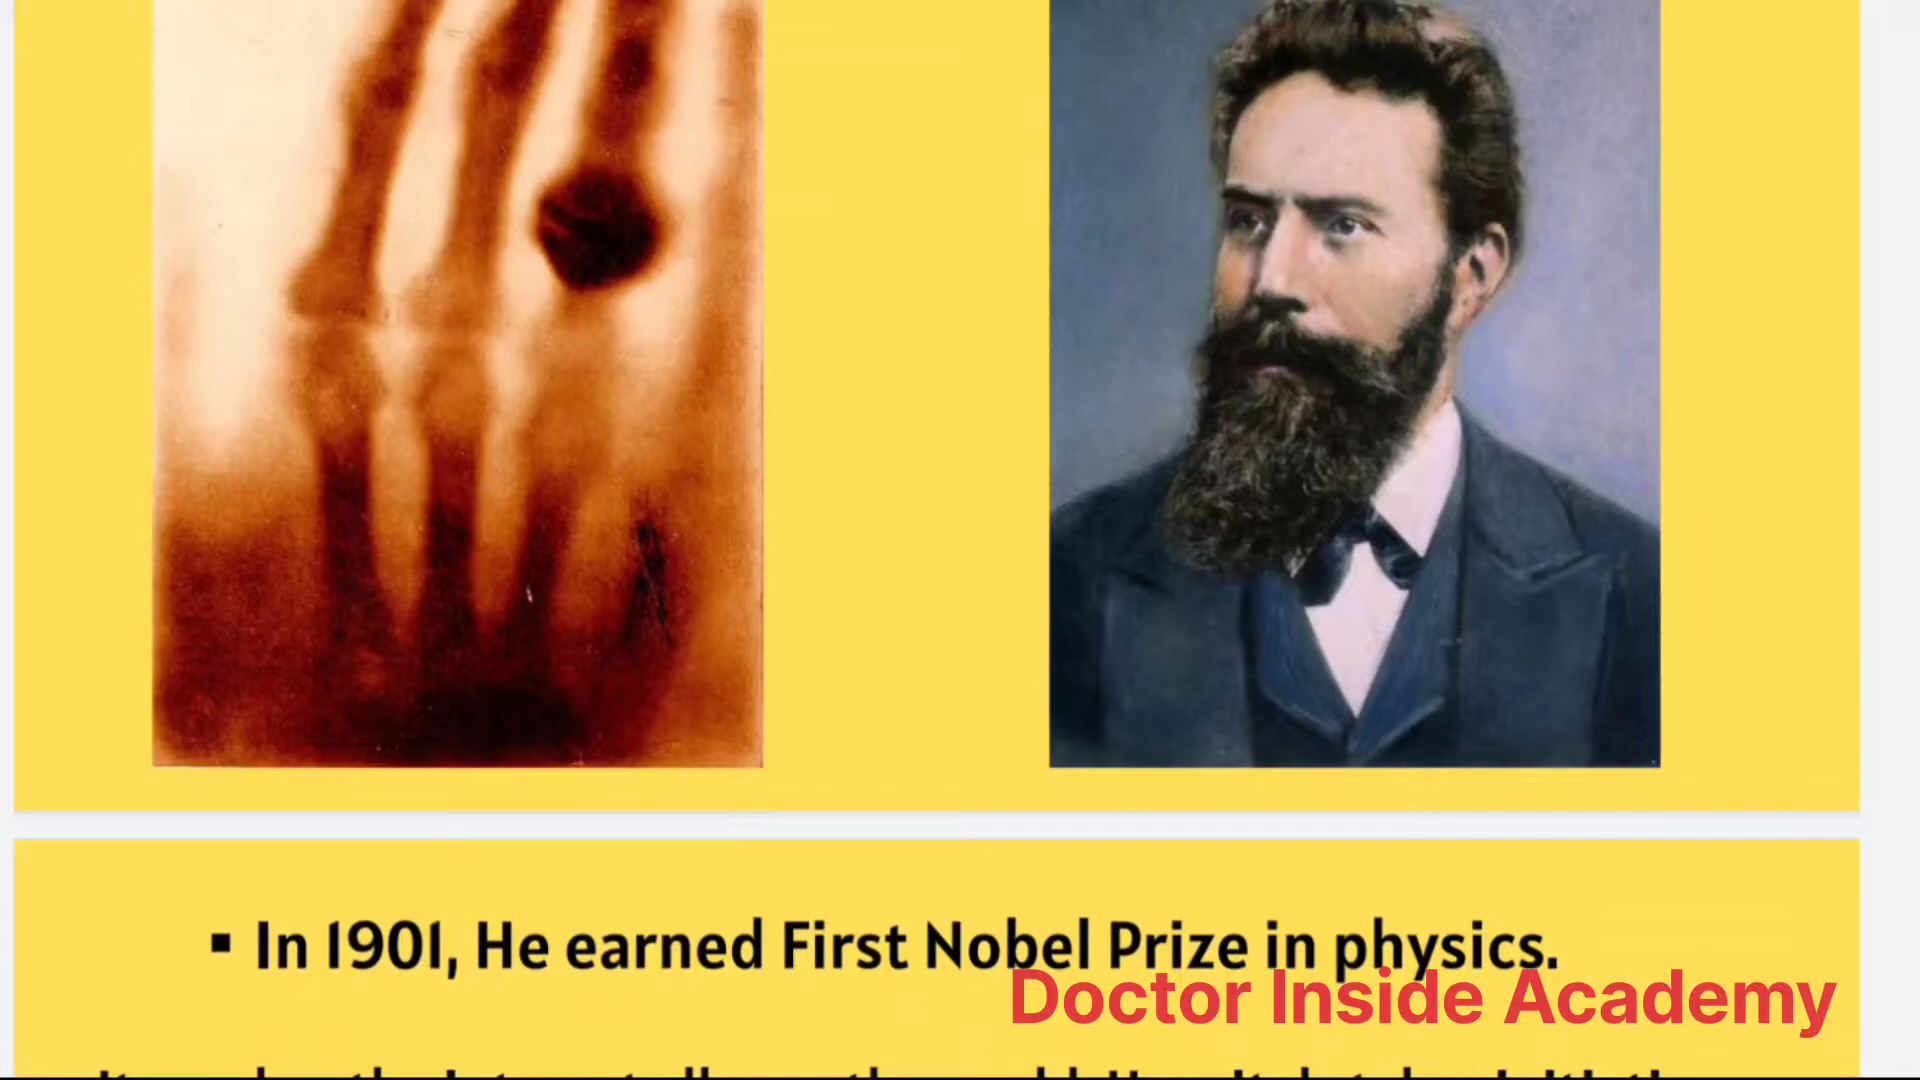 ▪ In 1901, He earned First Nobel Prize in physics.
Doctor Inside Academy